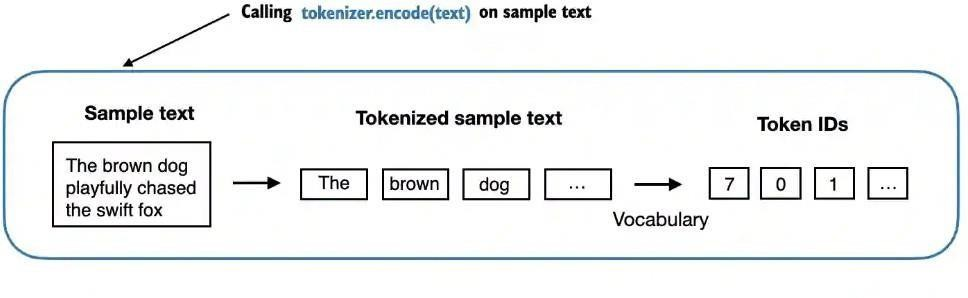 Calling tokenizer.encode(text) on sample text
Sample text
Tokenized sample text
Token IDs
The brown dog
playfully chased
the swift fox
The brown dog ...
7 0 1 ...
Vocabulary